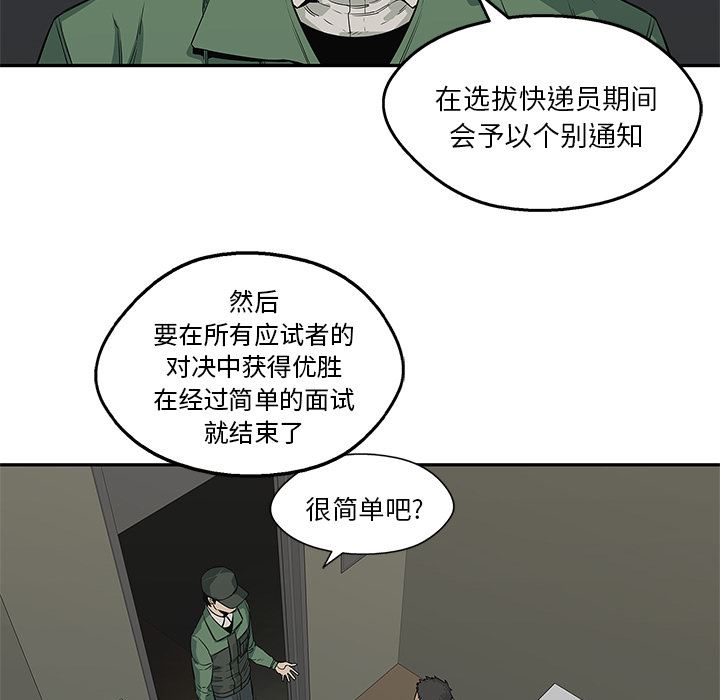 在选拔快递员期间
会予以个别通知
然后
要在所有应试者的
对决中获得优胜
在经过简单的面试
就结束了
很简单吧?